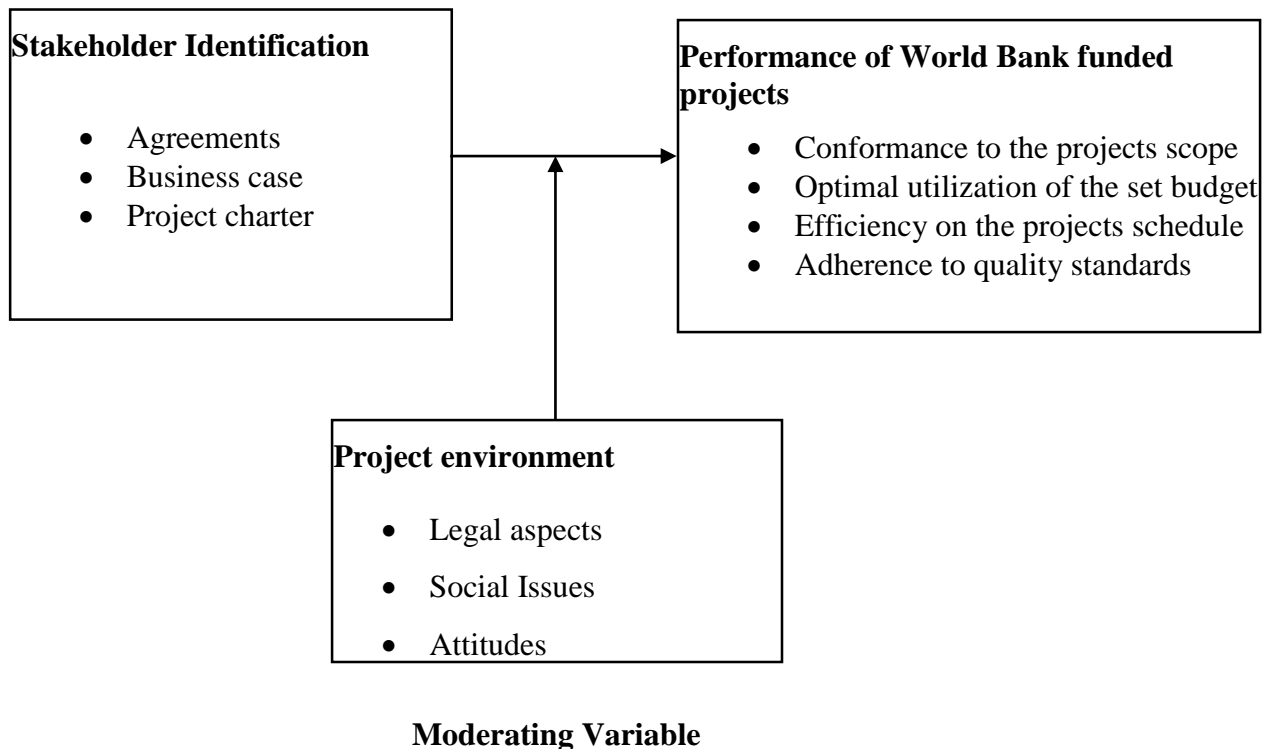 Stakeholder Identification
• Agreements
• Business case
• Project charter
Performance of World Bank funded
projects
• Conformance to the projects scope
• Optimal utilization of the set budget
• Efficiency on the projects schedule
• Adherence to quality standards
Project environment
• Legal aspects
• Social Issues
• Attitudes
Moderating Variable